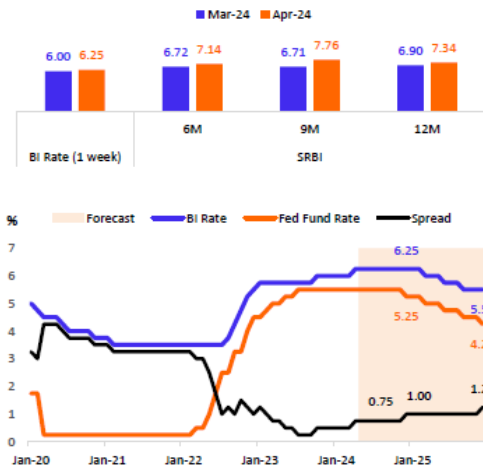 Mar-24 Apr-24
6.00 6.25 6.72 7.14 6.71 7.76 6.90 7.34
6M 9M 12M
BI Rate (1 week) SRBI
% Forecast BI Rate Fed Fund Rate Spread
7
6.25
6
5
5.25
4
3
2
0.75 1.00
1
0
Jan-20 Jan-21 Jan-22 Jan-23 Jan-24 Jan-25